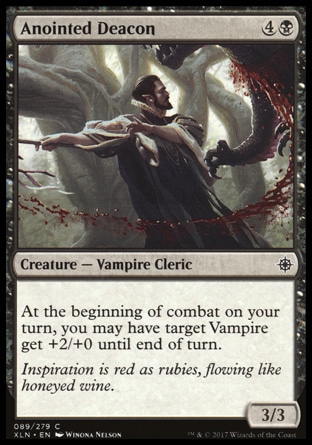 Anointed Deacon 4
Creature — Vampire Cleric
At the beginning of combat on your
turn, you may have target Vampire
get +2/+0 until end of turn.
Inspiration is red as rubies, flowing like
honeyed wine.
3/3
089/279 C
XLN • EN Winona Nelson
™ & © 2017 Wizards of the Coast